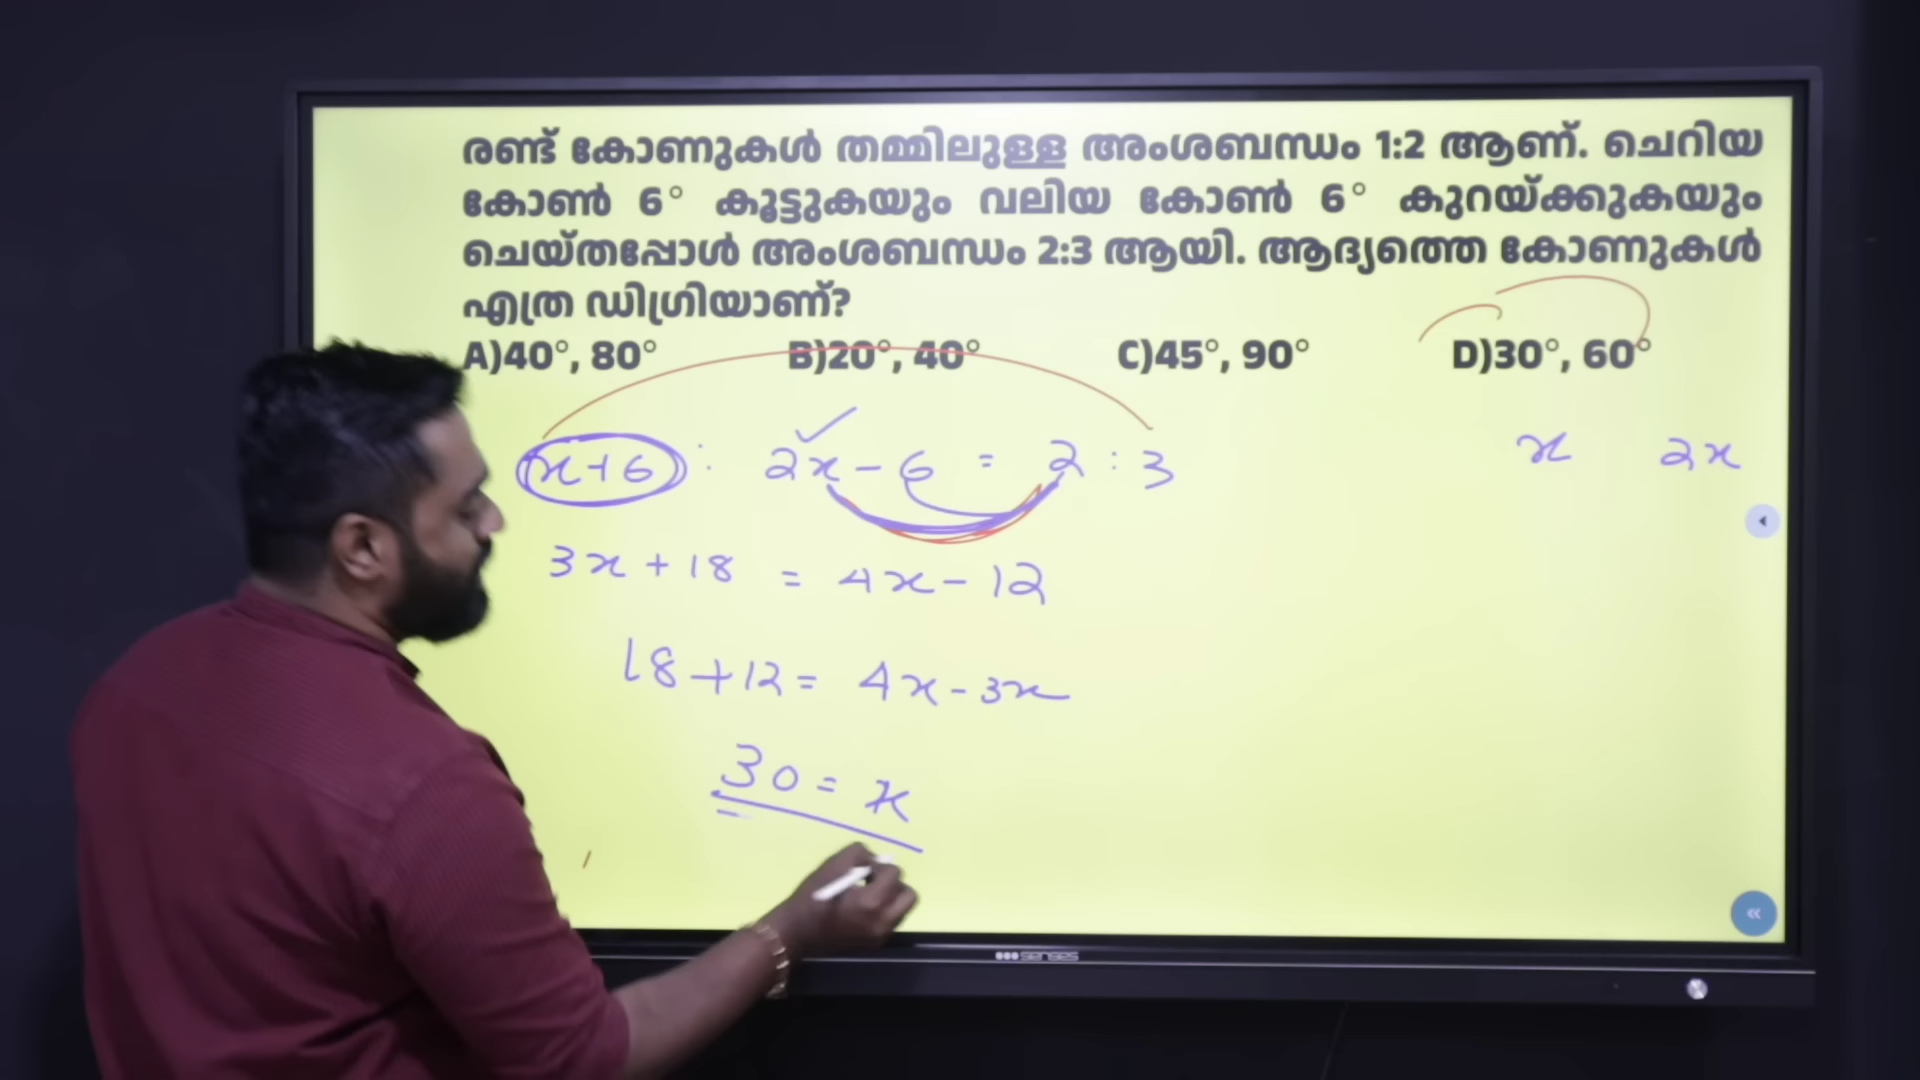 രണ്ട് കോണുകൾ തമ്മിലുള്ള അംശബന്ധം 1:2 ആണ്. ചെറിയ
കോൺ 6° കൂട്ടുകയും വലിയ കോൺ 6° കുറയ്ക്കുകയും
ചെയ്തപ്പോൾ അംശബന്ധം 2:3 ആയി. ആദ്യത്തെ കോണുകൾ
എത്ര ഡിഗ്രിയാണ്?
A)40°, 80° B)20°, 40° C)45°, 90° D)30°, 60°
x+6 : 2x-6 = 2 : 3
x 2x
3x+18 = 4x-12
18+12 = 4x-3x
30 = x
senses